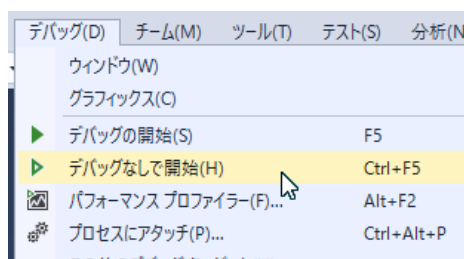 デバッグ(D) チーム(M) ツール(T) テスト(S) 分析(N
ウィンドウ(W)
グラフィックス(C)
デバッグの開始(S) F5
デバッグなしで開始(H) Ctrl+F5
パフォーマンス プロファイラー(F)... Alt+F2
プロセスにアタッチ(P)... Ctrl+Alt+P